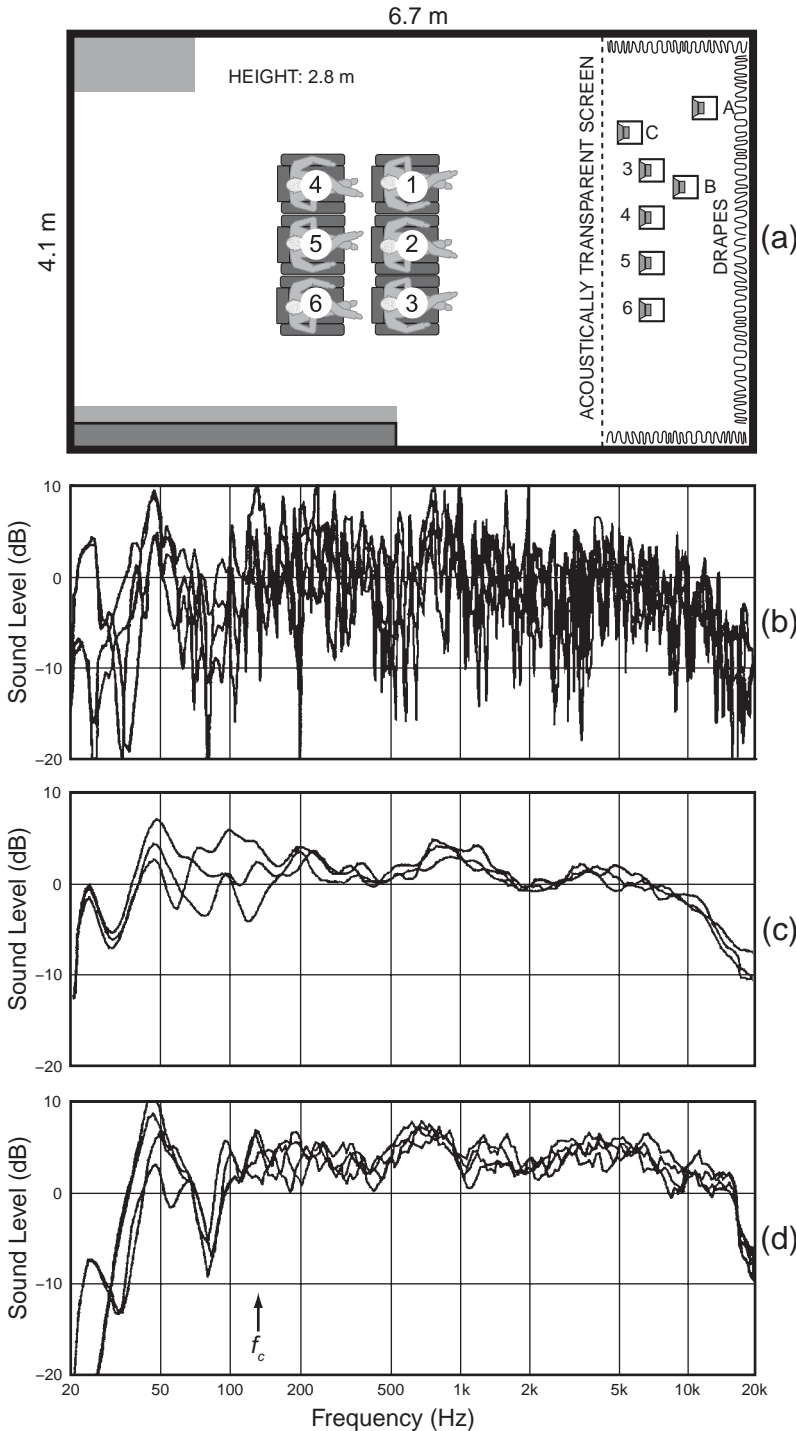 6.7 m
HEIGHT: 2.8 m
4.1 m
ACOUSTICALLY TRANSPARENT SCREEN
DRAPES
A
C
3
B
4
5
6
4
1
5
2
6
3
(a)
10
0
−10
−20
Sound Level (dB)
(b)
10
0
−10
−20
Sound Level (dB)
(c)
10
0
−10
−20
Sound Level (dB)
(d)
fc
20 50 100 200 500 1k 2k 5k 10k 20k
Frequency (Hz)